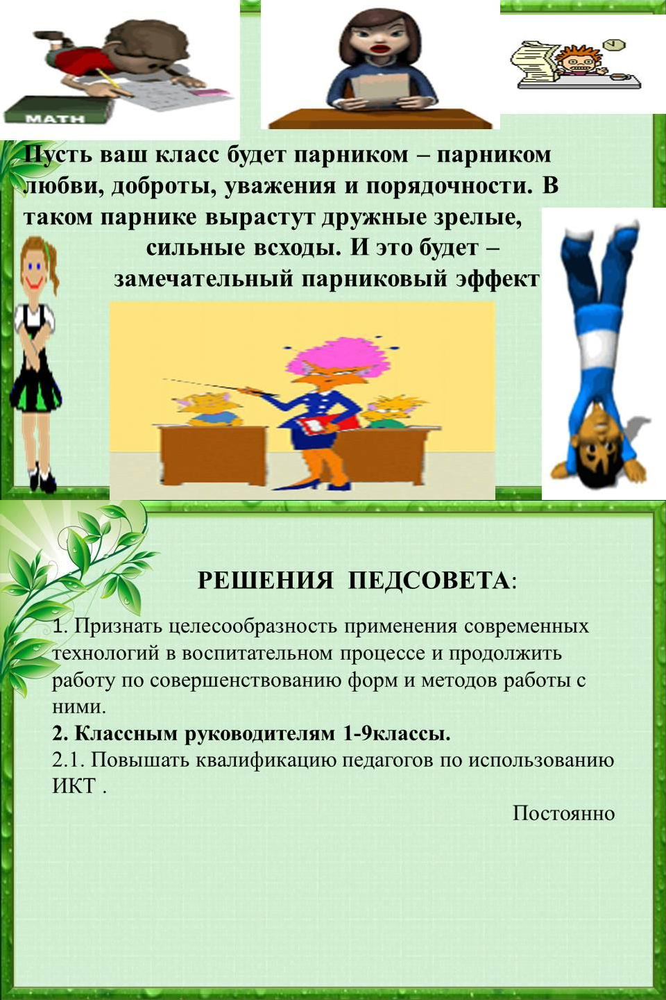 MATH
Пусть ваш класс будет парником – парником
любви, доброты, уважения и порядочности. В
таком парнике вырастут дружные зрелые,
сильные всходы. И это будет –
замечательный парниковый эффект
РЕШЕНИЯ ПЕДСОВЕТА:
1. Признать целесообразность применения современных
технологий в воспитательном процессе и продолжить
работу по совершенствованию форм и методов работы с
ними.
2. Классным руководителям 1-9классы.
2.1. Повышать квалификацию педагогов по использованию
ИКТ .
Постоянно